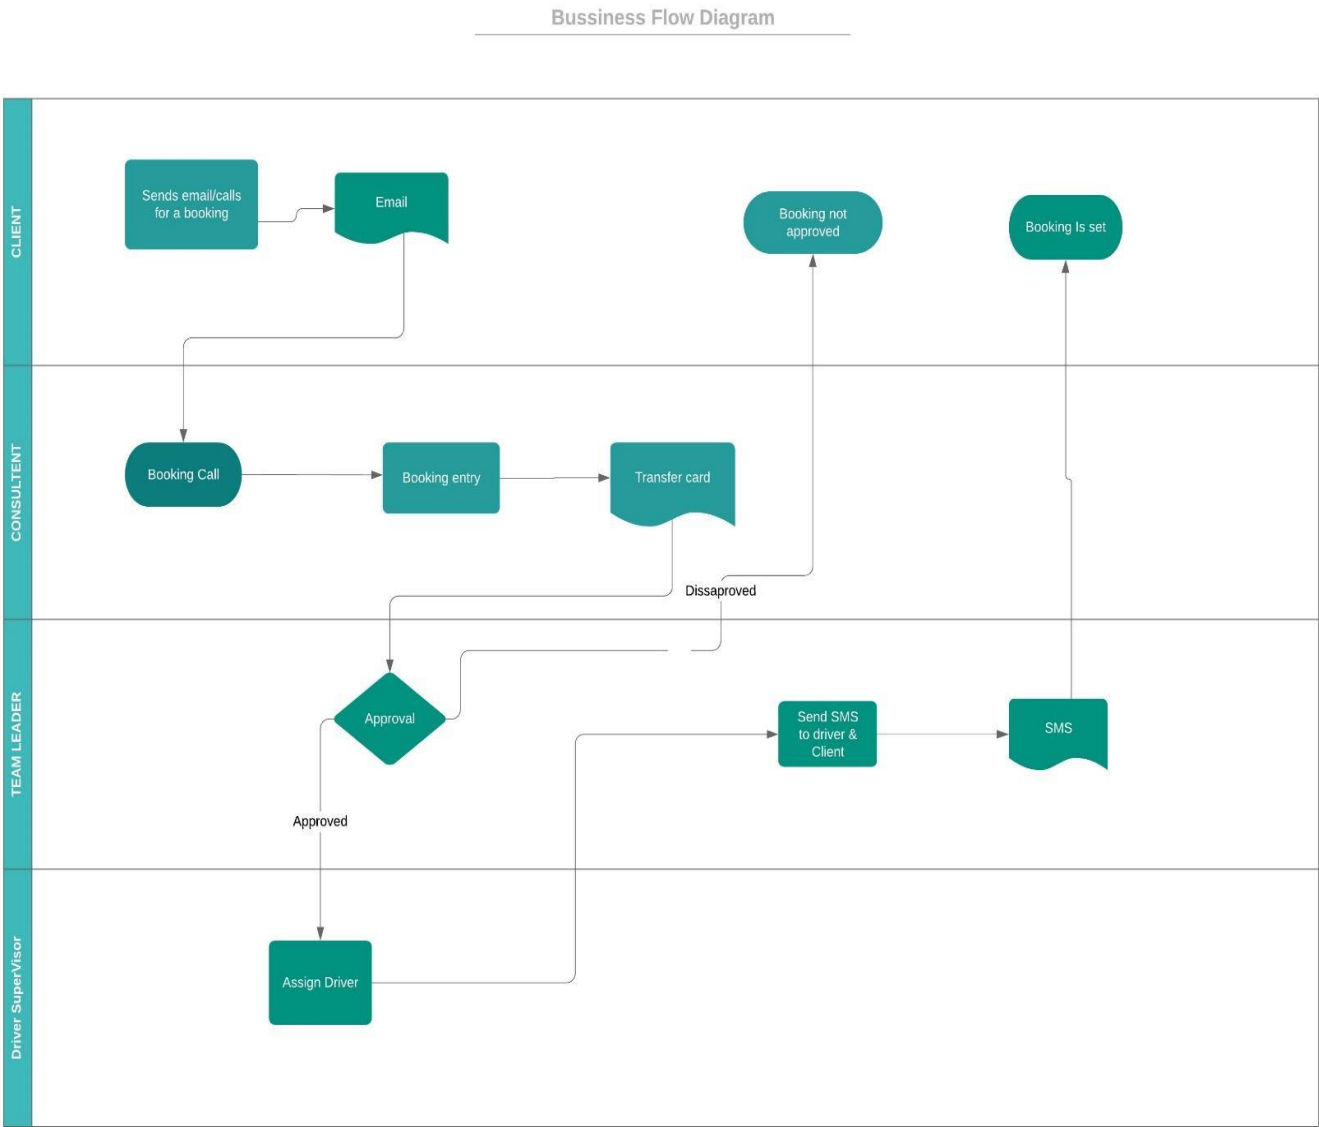 Bussiness Flow Diagram
CLIENT
Sends email/calls
for a booking
Email
Booking not
approved
Booking Is set
CONSULTENT
Booking Call
Booking entry
Transfer card
Dissaproved
TEAM LEADER
Approval
Send SMS
to driver &
Client
SMS
Approved
Driver SuperVisor
Assign Driver